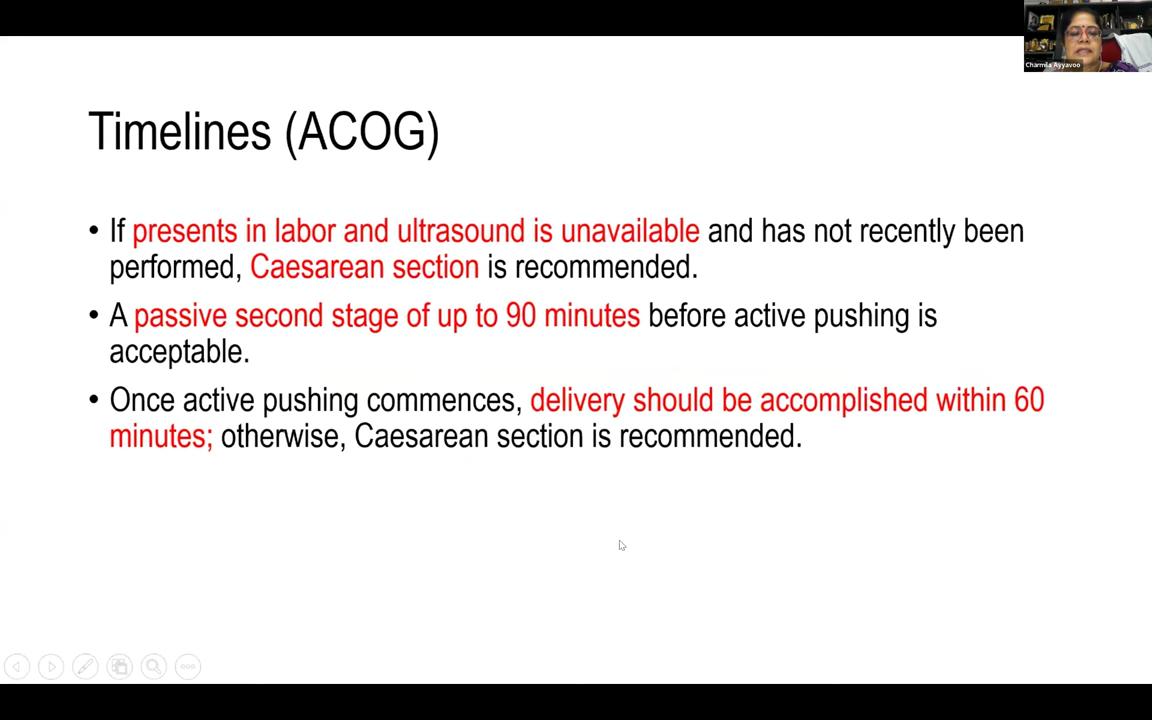 Charmila Ayyavoo
Timelines (ACOG)
• If presents in labor and ultrasound is unavailable and has not recently been
performed, Caesarean section is recommended.
• A passive second stage of up to 90 minutes before active pushing is
acceptable.
• Once active pushing commences, delivery should be accomplished within 60
minutes; otherwise, Caesarean section is recommended.